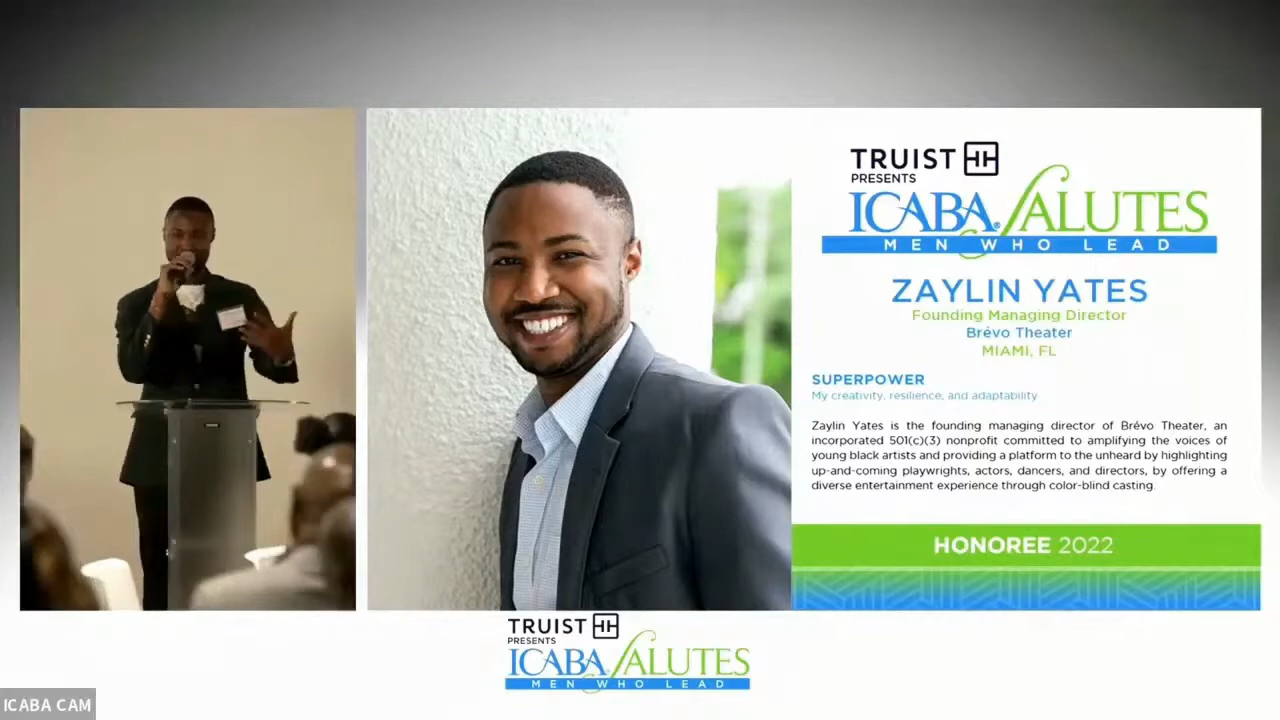 TRUIST
PRESENTS
ICABA® SALUTES
MEN WHO LEAD
ZAYLIN YATES
Founding Managing Director
Brévo Theater
MIAMI, FL
SUPERPOWER
My creativity, resilience, and adaptability
Zaylin Yates is the founding managing director of Brévo Theater, an
incorporated 501(c)(3) nonprofit committed to amplifying the voices of
young black artists and providing a platform to the unheard by highlighting
up-and-coming playwrights, actors, dancers, and directors, by offering a
diverse entertainment experience through color-blind casting.
HONOREE 2022
TRUIST
PRESENTS
ICABA SALUTES
MEN WHO LEAD
ICABA CAM